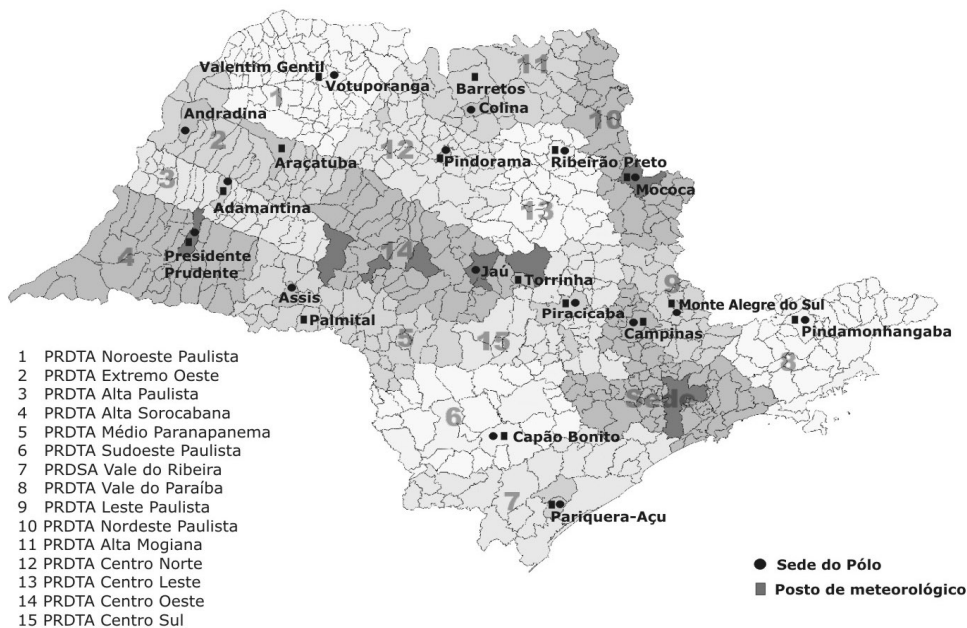 11
Valentim Gentil
Votuporanga
Barretos
1
Colina
Andradina
10
2
12
Araçatuba
Pindorama
Ribeirão Preto
3
Mococa
Adamantina
13
4
14
Presidente
Prudente
Jaú
Torrinha
Assis
9
Monte Alegre do Sul
Piracicaba
Palmital
Campinas
Pindamonhangaba
5
15
8
1 PRDTA Noroeste Paulista
2 PRDTA Extremo Oeste
3 PRDTA Alta Paulista
4 PRDTA Alta Sorocabana
5 PRDTA Médio Paranapanema
6 PRDTA Sudoeste Paulista
7 PRDSA Vale do Ribeira
8 PRDTA Vale do Paraíba
9 PRDTA Leste Paulista
10 PRDTA Nordeste Paulista
11 PRDTA Alta Mogiana
12 PRDTA Centro Norte
13 PRDTA Centro Leste
14 PRDTA Centro Oeste
15 PRDTA Centro Sul
Sede
6
Capão Bonito
7
Pariquera-Açu
Sede do Pólo
Posto de meteorológico